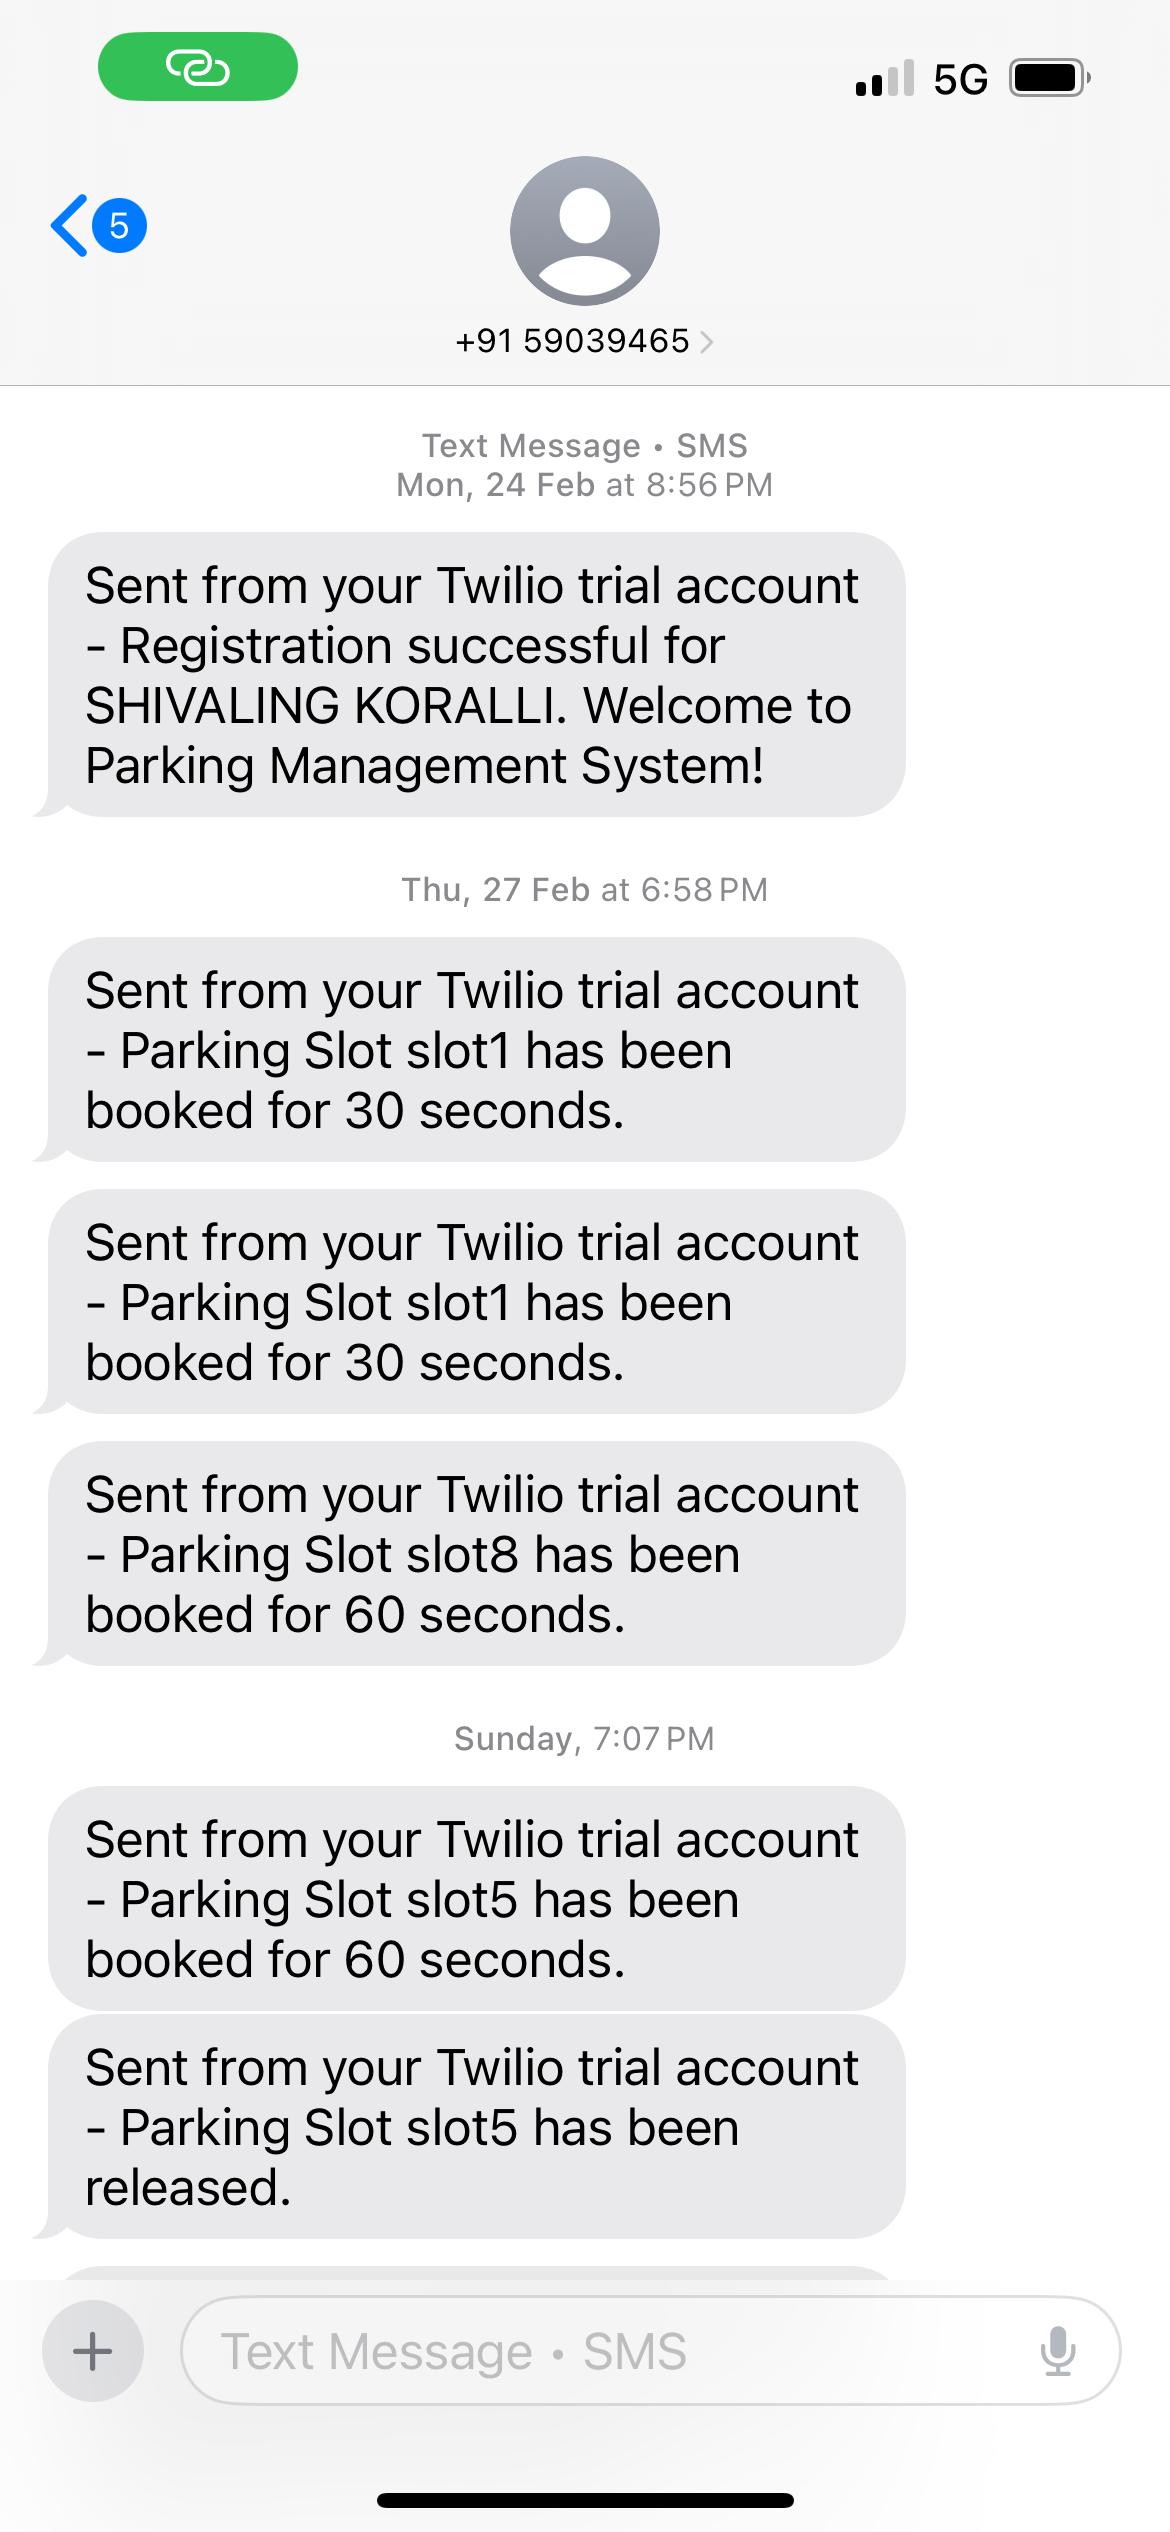 5G
5
+91 59039465
Text Message • SMS
Mon, 24 Feb at 8:56 PM
Sent from your Twilio trial account
- Registration successful for
SHIVALING KORALLI. Welcome to
Parking Management System!
Thu, 27 Feb at 6:58 PM
Sent from your Twilio trial account
- Parking Slot slot1 has been
booked for 30 seconds.
Sent from your Twilio trial account
- Parking Slot slot1 has been
booked for 30 seconds.
Sent from your Twilio trial account
- Parking Slot slot8 has been
booked for 60 seconds.
Sunday, 7:07 PM
Sent from your Twilio trial account
- Parking Slot slot5 has been
booked for 60 seconds.
Sent from your Twilio trial account
- Parking Slot slot5 has been
released.
Text Message • SMS